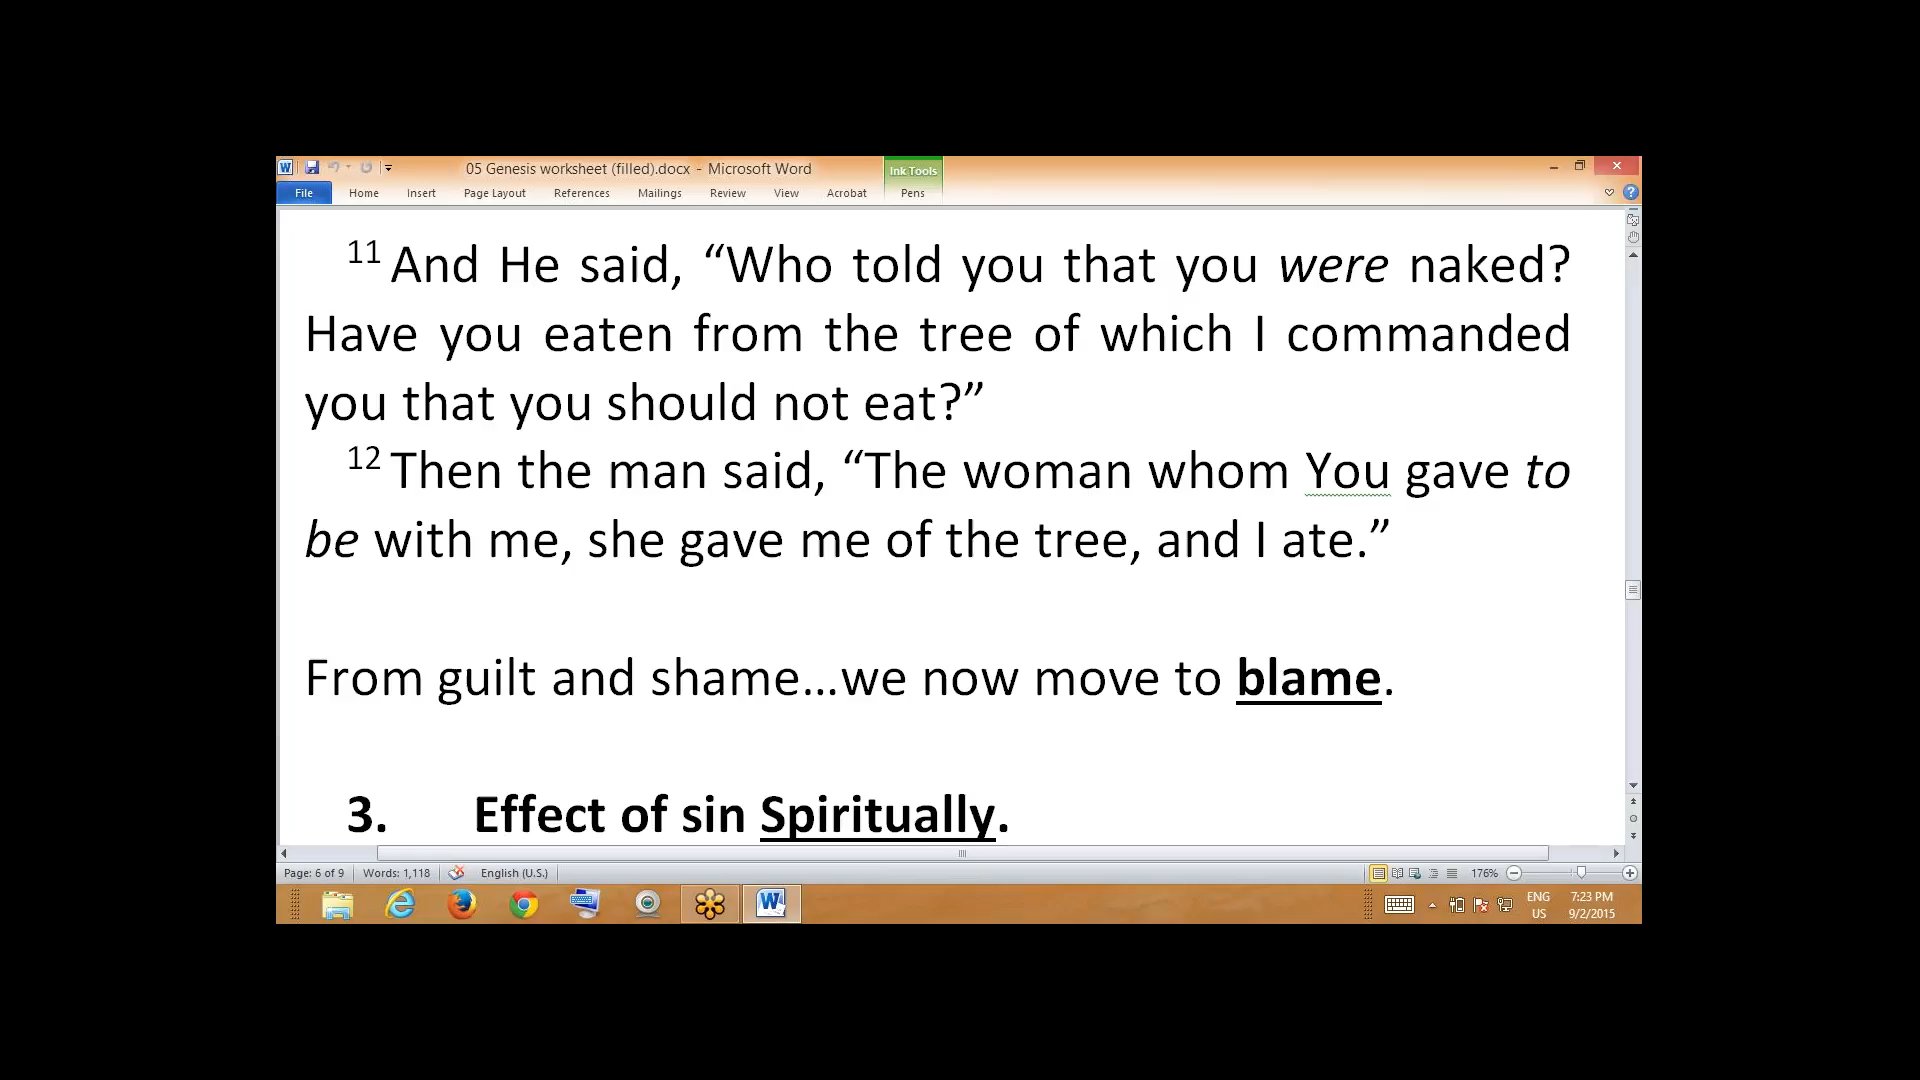 05 Genesis worksheet (filled).docx - Microsoft Word
Ink Tools
File Home Insert Page Layout References Mailings Review View Acrobat Pens
11 And He said, “Who told you that you were naked?
Have you eaten from the tree of which I commanded
you that you should not eat?”
12 Then the man said, “The woman whom You gave to
be with me, she gave me of the tree, and I ate.”
From guilt and shame...we now move to blame.
3. Effect of sin Spiritually.
Page: 6 of 9 Words: 1,118 English (U.S.) 176%
ENG 7:23 PM
US 9/2/2015